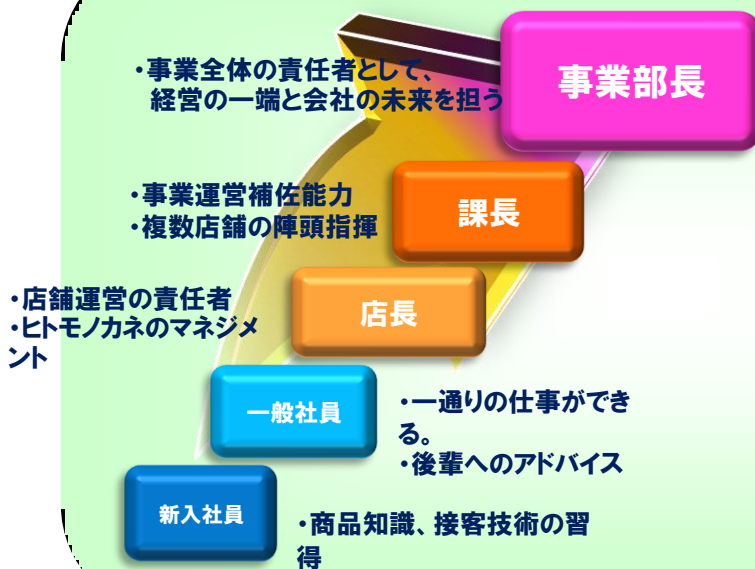 ・事業全体の責任者として、
経営の一端と会社の未来を担う
事業部長
・事業運営補佐能力
・複数店舗の陣頭指揮
課長
・店舗運営の責任者
・ヒトモノカネのマネジメ
ント
店長
一般社員
・一通りの仕事ができ
る。
・後輩へのアドバイス
新入社員
・商品知識、接客技術の習
得